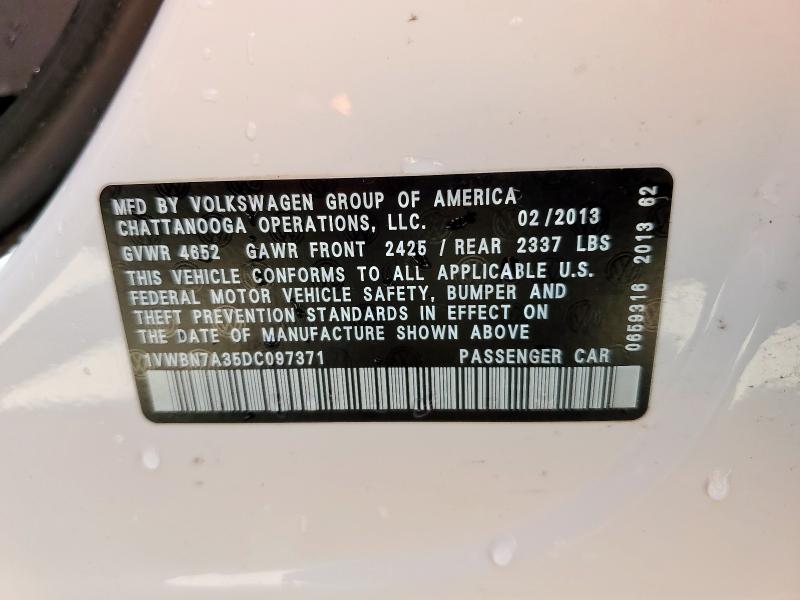 MFD BY VOLKSWAGEN GROUP OF AMERICA
CHATTANOOGA OPERATIONS, LLC. 02/2013
GVWR 4652 GAWR FRONT 2425 / REAR 2337 LBS
THIS VEHICLE CONFORMS TO ALL APPLICABLE U.S.
FEDERAL MOTOR VEHICLE SAFETY, BUMPER AND
THEFT PREVENTION STANDARDS IN EFFECT ON
THE DATE OF MANUFACTURE SHOWN ABOVE
1VWBN7A35DC097371 PASSENGER CAR
0659316 2013 62